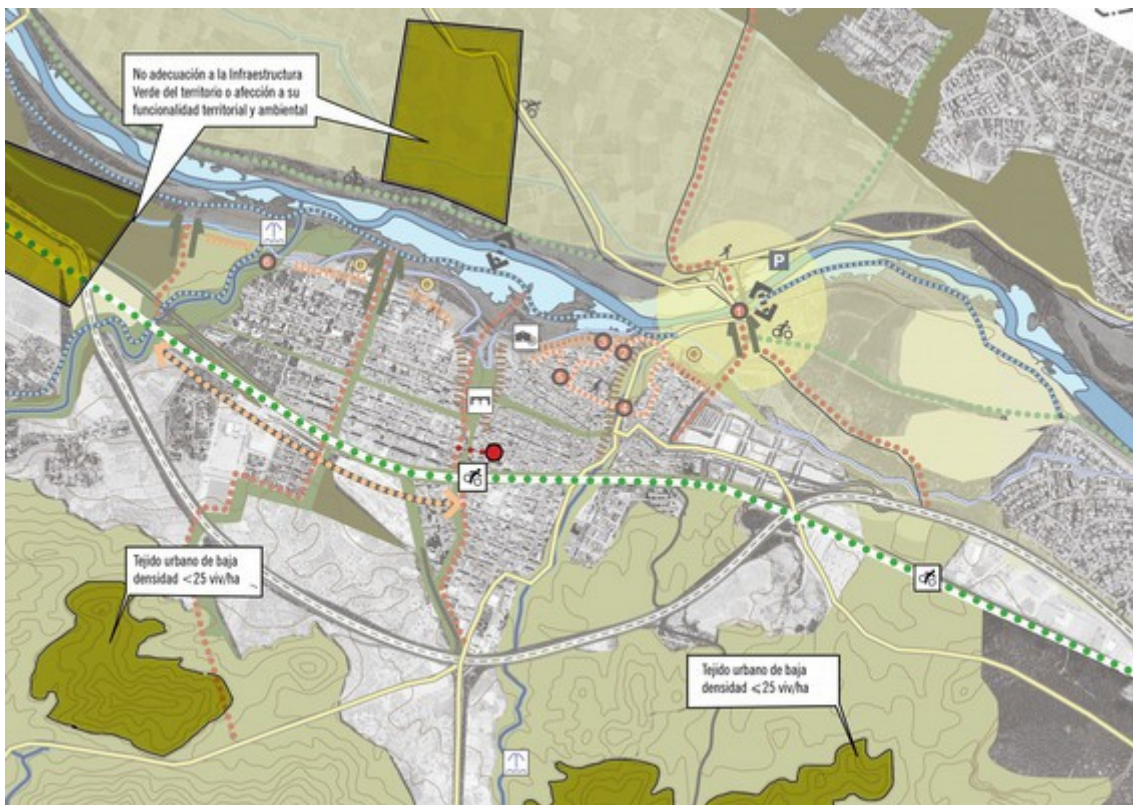 No adecuación a la Infraestructura
Verde del territorio o afección a su
funcionalidad territorial y ambiental
P
Tejido urbano de baja
densidad <25 viv/ha
Tejido urbano de baja
densidad ⩽25 viv/ha